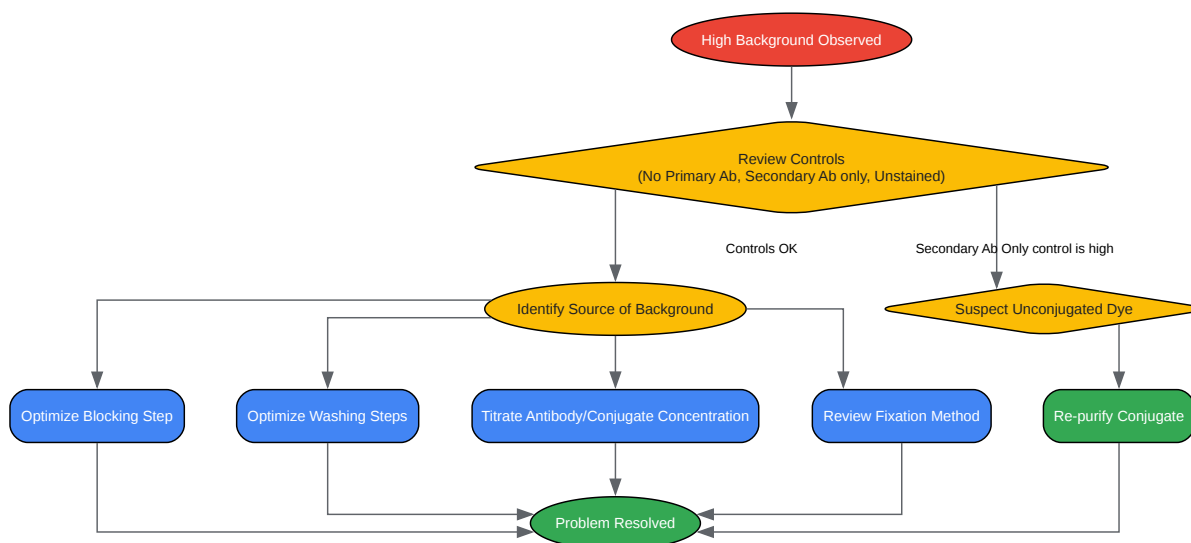 High Background Observed
Review Controls
(No Primary Ab, Secondary Ab only, Unstained)
Controls OK
Secondary Ab Only control is high
Identify Source of Background
Suspect Unconjugated Dye
Optimize Blocking Step
Optimize Washing Steps
Titrate Antibody/Conjugate Concentration
Review Fixation Method
Re-purify Conjugate
Problem Resolved